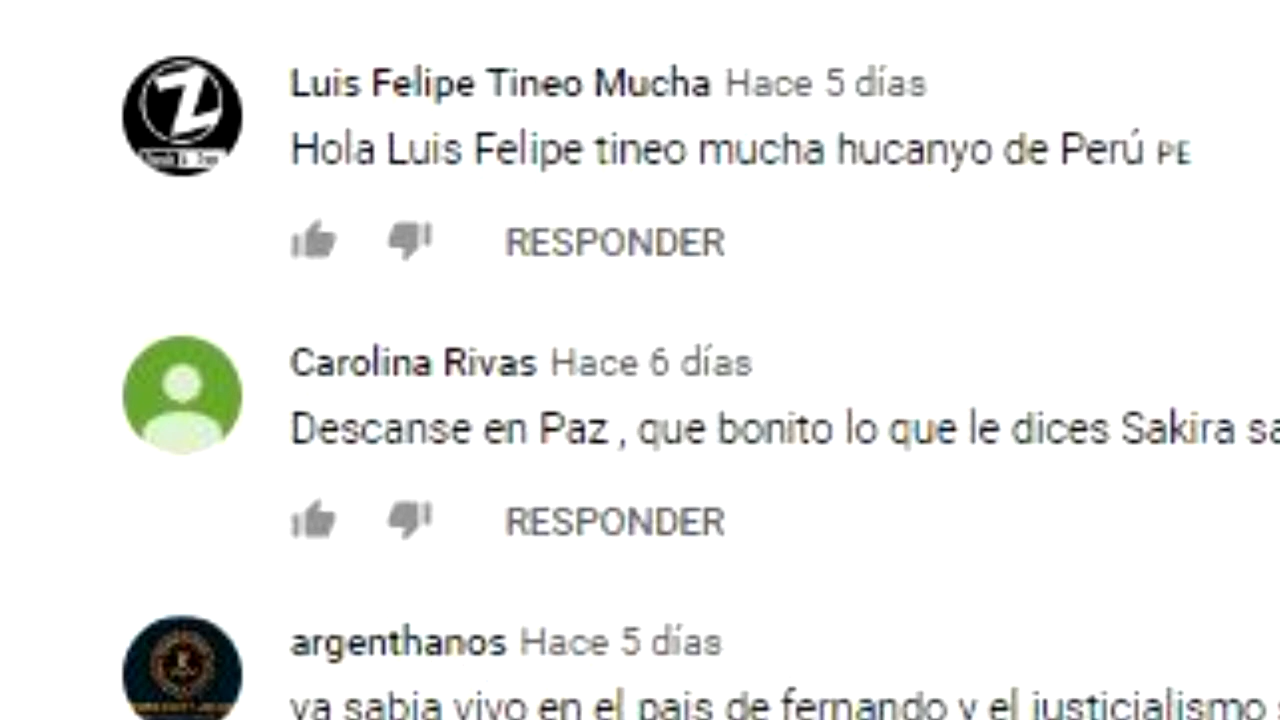 Luis Felipe Tineo Mucha Hace 5 días
Hola Luis Felipe tineo mucha hucanyo de Perú PE
RESPONDER
Carolina Rivas Hace 6 días
Descanse en Paz , que bonito lo que le dices Sakira sa
RESPONDER
argenthanos Hace 5 días
ya sabia vivo en el pais de fernando y el justicialismo